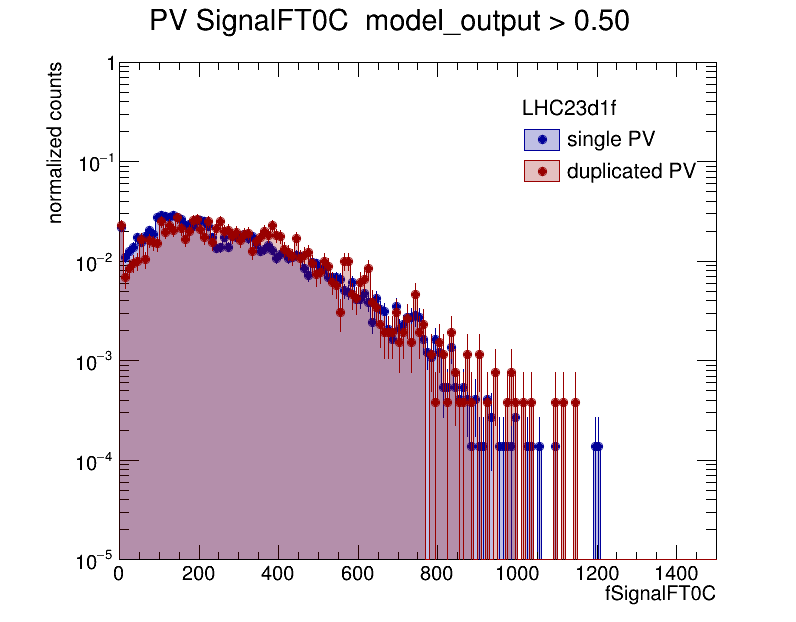 PV SignalFT0C  model_output > 0.50
normalized counts
1
10⁻¹
10⁻²
10⁻³
10⁻⁴
10⁻⁵
LHC23d1f
single PV
duplicated PV
0 200 400 600 800 1000 1200 1400
fSignalFT0C